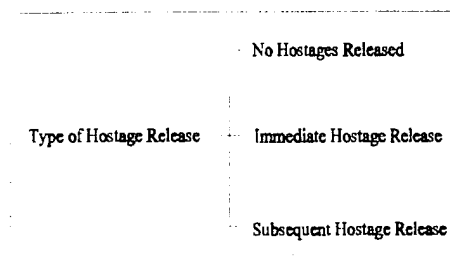 No Hostages Released
Type of Hostage Release
Immediate Hostage Release
Subsequent Hostage Release